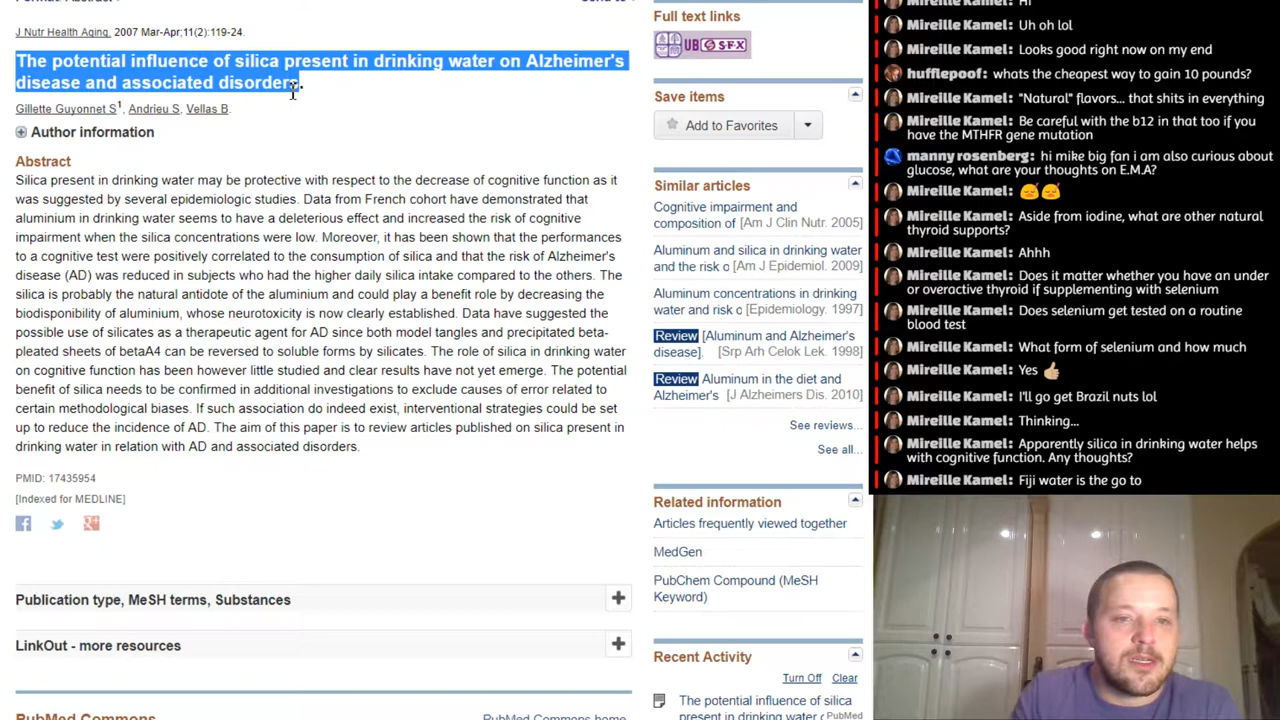 J Nutr Health Aging. 2007 Mar-Apr;11(2):119-24.
The potential influence of silica present in drinking water on Alzheimer's
disease and associated disorders.
Gillette Guyonnet S1, Andrieu S, Vellas B.
Author information
Abstract
Silica present in drinking water may be protective with respect to the decrease of cognitive function as it
was suggested by several epidemiologic studies. Data from French cohort have demonstrated that
aluminium in drinking water seems to have a deleterious effect and increased the risk of cognitive
impairment when the silica concentrations were low. Moreover, it has been shown that the performances
to a cognitive test were positively correlated to the consumption of silica and that the risk of Alzheimer's
disease (AD) was reduced in subjects who had the higher daily silica intake compared to the others. The
silica is probably the natural antidote of the aluminium and could play a benefit role by decreasing the
biodisponibility of aluminium, whose neurotoxicity is now clearly established. Data have suggested the
possible use of silicates as a therapeutic agent for AD since both model tangles and precipitated beta-
pleated sheets of betaA4 can be reversed to soluble forms by silicates. The role of silica in drinking water
on cognitive function has been however little studied and clear results have not yet emerge. The potential
benefit of silica needs to be confirmed in additional investigations to exclude causes of error related to
certain methodological biases. If such association do indeed exist, interventional strategies could be set
up to reduce the incidence of AD. The aim of this paper is to review articles published on silica present in
drinking water in relation with AD and associated disorders.
PMID: 17435954
[Indexed for MEDLINE]
Publication type, MeSH terms, Substances
LinkOut - more resources
PubMed Commons
PubMed Commons home
Full text links
UB S·F·X
Save items
Add to Favorites
Similar articles
Cognitive impairment and
composition of [Am J Clin Nutr. 2005]
Aluminum and silica in drinking water
and the risk o [Am J Epidemiol. 2009]
Aluminum concentrations in drinking
water and risk o [Epidemiology. 1997]
Review [Aluminum and Alzheimer's
disease]. [Srp Arh Celok Lek. 1998]
Review Aluminum in the diet and
Alzheimer's [J Alzheimers Dis. 2010]
See reviews...
See all...
Related information
Articles frequently viewed together
MedGen
PubChem Compound (MeSH
Keyword)
Recent Activity
Turn Off Clear
The potential influence of silica
present in drinking water c PubMed
Mireille Kamel: Hi
Mireille Kamel: Uh oh lol
Mireille Kamel: Looks good right now on my end
hufflepoof: whats the cheapest way to gain 10 pounds?
Mireille Kamel: "Natural" flavors... that shits in everything
Mireille Kamel: Be careful with the b12 in that too if you
have the MTHFR gene mutation
manny rosenberg: hi mike big fan i am also curious about
glucose, what are your thoughts on E.M.A?
Mireille Kamel: 😴😴
Mireille Kamel: Aside from iodine, what are other natural
thyroid supports?
Mireille Kamel: Ahhh
Mireille Kamel: Does it matter whether you have an under
or overactive thyroid if supplementing with selenium
Mireille Kamel: Does selenium get tested on a routine
blood test
Mireille Kamel: What form of selenium and how much
Mireille Kamel: Yes 👍🏼
Mireille Kamel: I'll go get Brazil nuts lol
Mireille Kamel: Thinking...
Mireille Kamel: Apparently silica in drinking water helps
with cognitive function. Any thoughts?
Mireille Kamel: Fiji water is the go to